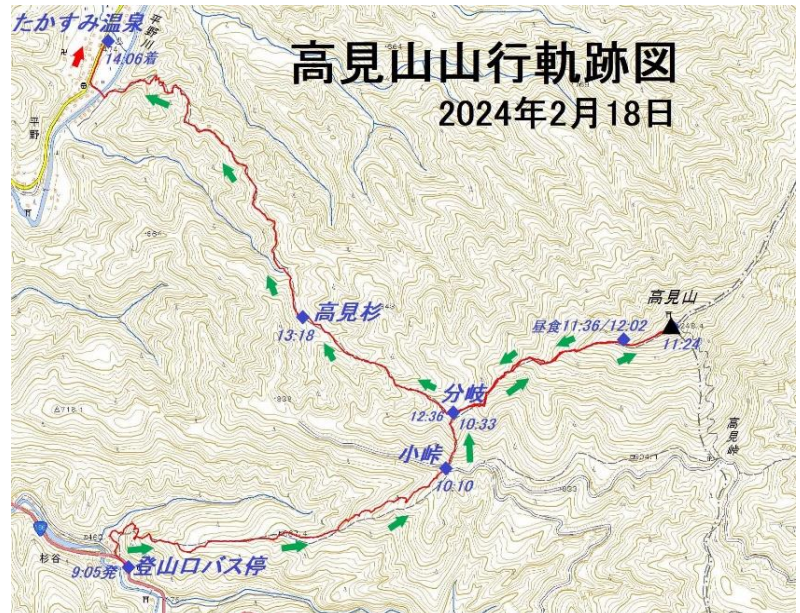 高見山山行軌跡図
2024年2月18日
たかすみ温泉
14:06着
平野川
平野
高見杉
13:18
高見山
昼食11:36/12:02
11:24
分岐
12:36
10:33
小峠
10:10
高見峠
杉谷
9:05発
登山口バス停